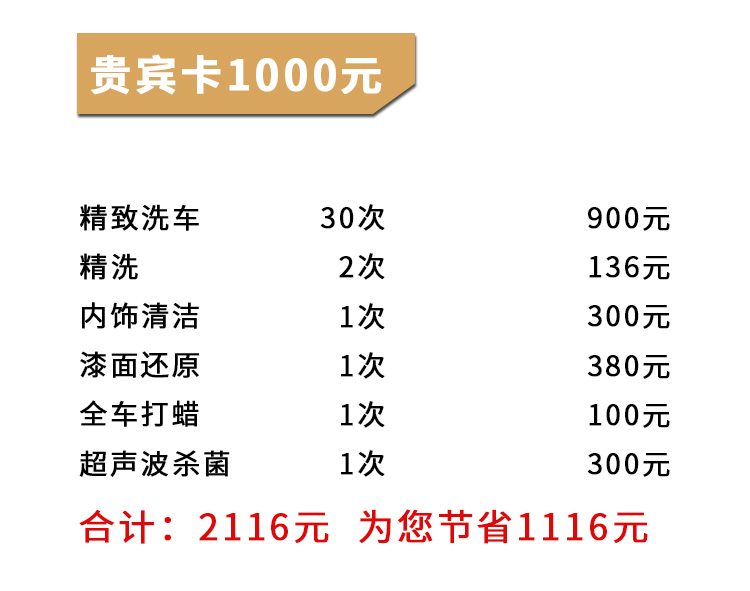 贵宾卡1000元
精致洗车 30次 900元
精洗 2次 136元
内饰清洁 1次 300元
漆面还原 1次 380元
全车打蜡 1次 100元
超声波杀菌 1次 300元
合计：2116元 为您节省1116元